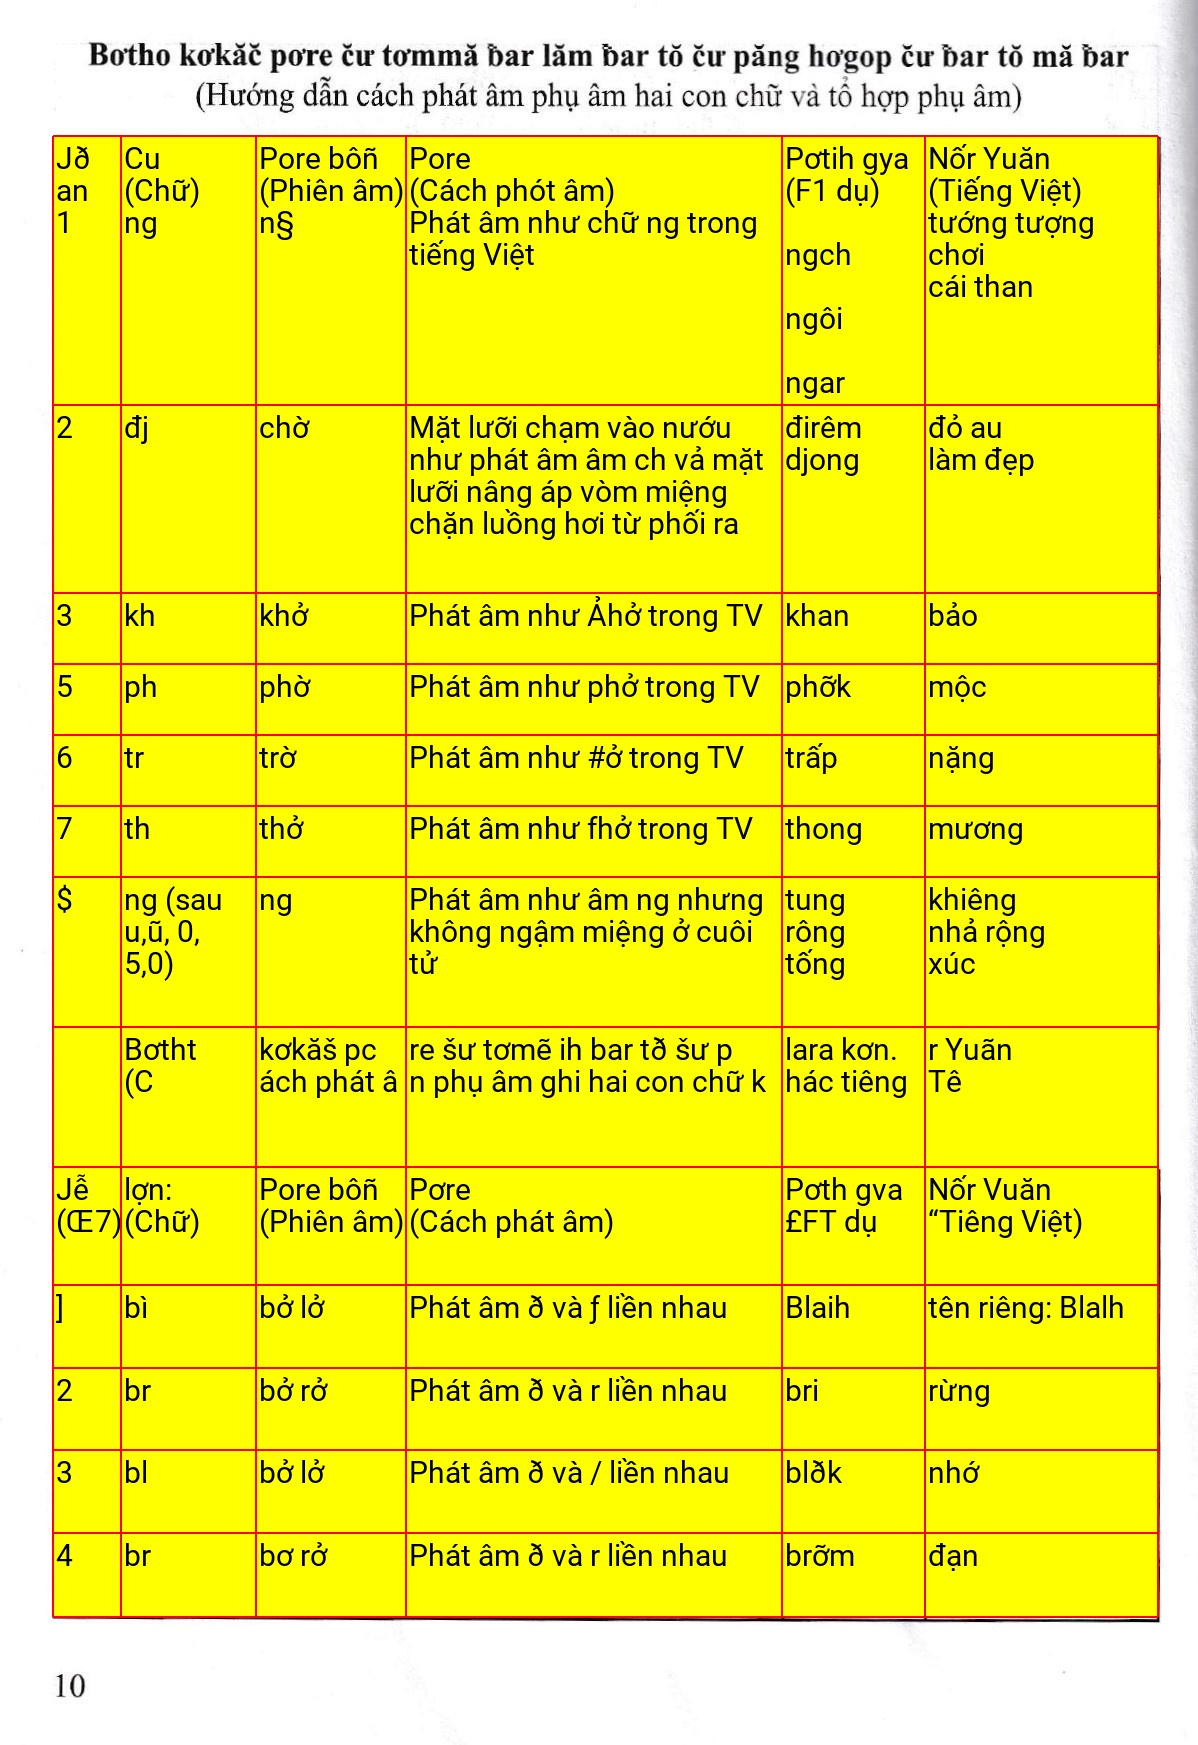 Bơtho kơkăč pơre čư tơmmă ƀar lăm ƀar tŏ čư păng hơgop čư ƀar tŏ mă ƀar
(Hướng dẫn cách phát âm phụ âm hai con chữ và tổ hợp phụ âm)
Jð an 1 Cu (Chữ) ng Pore bôñ (Phiên âm) n§ Pore (Cách phót âm) Phát âm như chữ ng trong tiếng Việt Pơtih gya (F1 dụ) ngch ngôi ngar Nốr Yuăn (Tiếng Việt) tướng tượng chơi cái than
2 đj chờ Mặt lưỡi chạm vào nướu như phát âm âm ch vả mặt lưỡi nâng áp vòm miệng chặn luồng hơi từ phối ra đirêm djong đỏ au làm đẹp
3 kh khở Phát âm như Ảhở trong TV khan bảo
5 ph phờ Phát âm như phở trong TV phỡk mộc
6 tr trờ Phát âm như #ở trong TV trấp nặng
7 th thở Phát âm như fhở trong TV thong mương
$ ng (sau u,ũ, 0, 5,0) ng Phát âm như âm ng nhưng không ngậm miệng ở cuôi tử tung rông tống khiêng nhả rộng xúc
Bơtht (C kơkăš pc ách phát â re šư tơmẽ ih bar tð šư p n phụ âm ghi hai con chữ k lara kơn. hác tiêng r Yuãn Tê
Jễ (Œ7) lợn: (Chữ) Pore bôñ (Phiên âm) Pơre (Cách phát âm) Pơth gva £FT dụ Nốr Vuăn “Tiêng Việt)
] bì bở lở Phát âm ð và ƒ liền nhau Blaih tên riêng: Blalh
2 br bở rở Phát âm ð và r liền nhau bri rừng
3 bl bở lở Phát âm ð và / liền nhau blðk nhớ
4 br bơ rở Phát âm ð và r liền nhau brỡm đạn
10